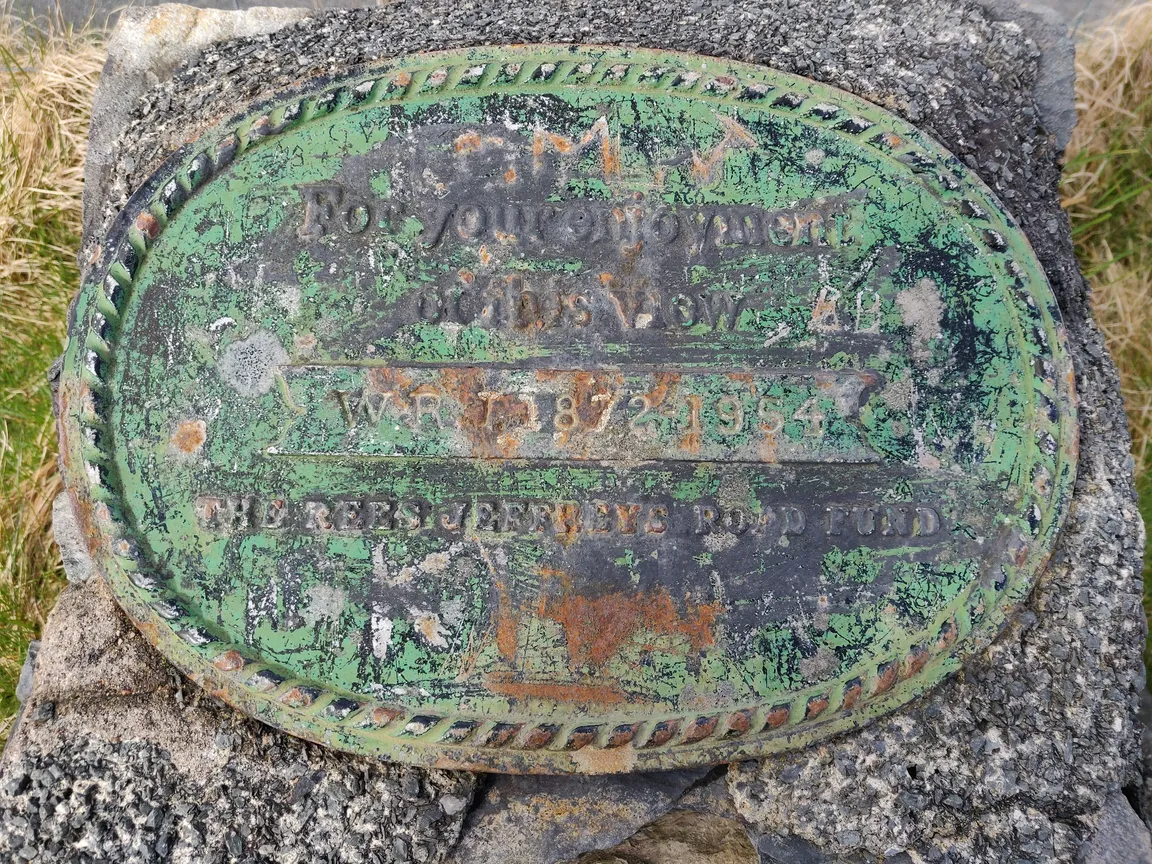 For your enjoyment
of this view
W·R·J. 1872-1954
THE REES JEFFREYS ROAD FUND